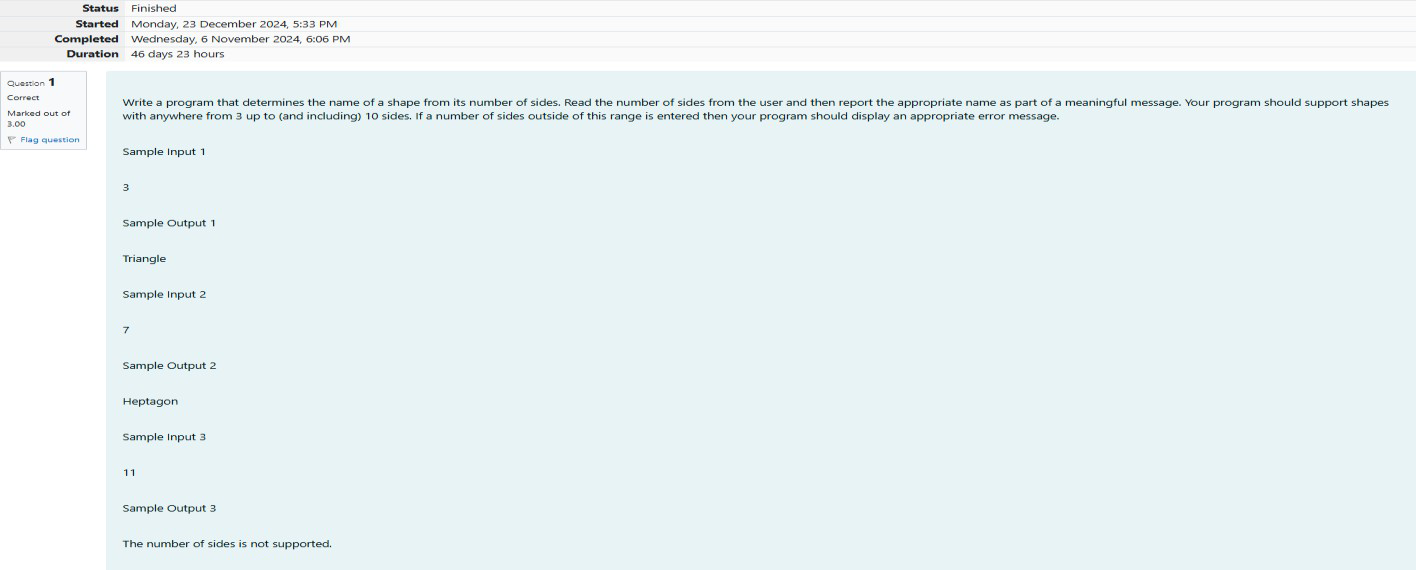 Status Finished
Started Monday, 23 December 2024, 5:33 PM
Completed Wednesday, 6 November 2024, 6:06 PM
Duration 46 days 23 hours
Question 1
Correct
Marked out of
3.00
Flag question
Write a program that determines the name of a shape from its number of sides. Read the number of sides from the user and then report the appropriate name as part of a meaningful message. Your program should support shapes
with anywhere from 3 up to (and including) 10 sides. If a number of sides outside of this range is entered then your program should display an appropriate error message.
Sample Input 1
3
Sample Output 1
Triangle
Sample Input 2
7
Sample Output 2
Heptagon
Sample Input 3
11
Sample Output 3
The number of sides is not supported.